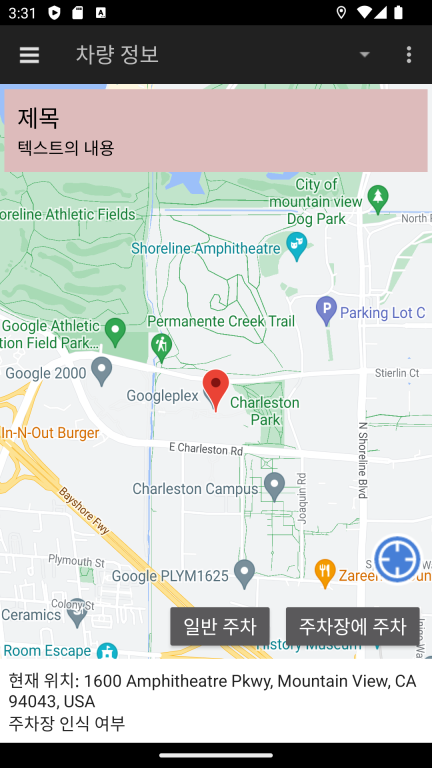 3:31
차량 정보
제목
텍스트의 내용
City of
mountain view
Dog Park
oreline Athletic Fields
North
Shoreline Amphitheatre
Parking Lot C
Permanente Creek Trail
Google Athletic
tion Field Park...
Stierlin Ct
Google 2000
Googleplex
Charleston
Park
In-N-Out Burger
E Charleston Rd
N Shoreline Blvd
Charleston Campus
Joaquin Rd
Bayshore Fwy
Plymouth St
Google PLYM1625
Zareen
Colony St
Ceramics
일반 주차
주차장에 주차
Room Escape
History Museum
현재 위치: 1600 Amphitheatre Pkwy, Mountain View, CA
94043, USA
주차장 인식 여부